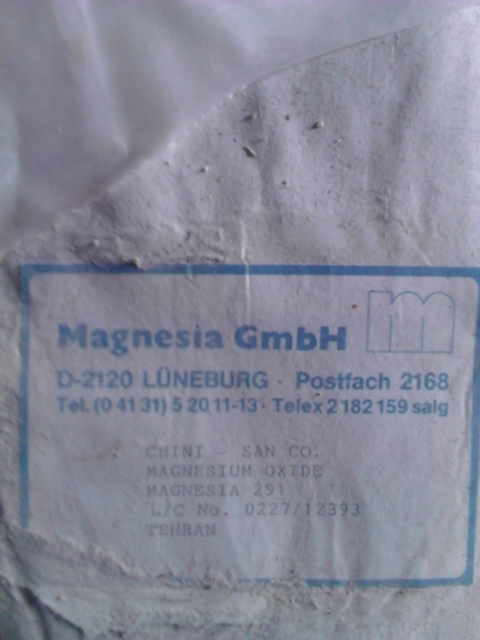 m
Magnesia GmbH
D-2120 LÜNEBURG · Postfach 2168
Tel. (0 41 31) 5 20 11-13 · Telex 2 182 159 salg
CHINI - SAN CO.
MAGNESIUM OXIDE
MAGNESIA 291
L/C No. 0227/12393
TEHRAN